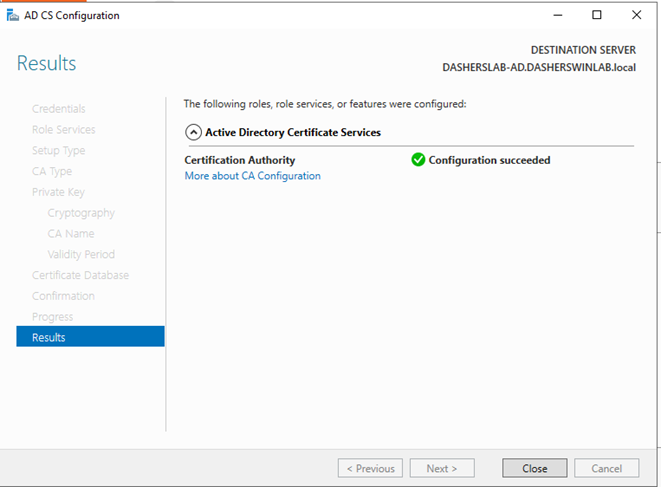 AD CS Configuration
Results
DESTINATION SERVER
DASHERSLAB-AD.DASHERSWINLAB.local
Credentials
Role Services
Setup Type
CA Type
Private Key
Cryptography
CA Name
Validity Period
Certificate Database
Confirmation
Progress
Results
The following roles, role services, or features were configured:
Active Directory Certificate Services
Certification Authority
Configuration succeeded
More about CA Configuration
< Previous
Next >
Close
Cancel